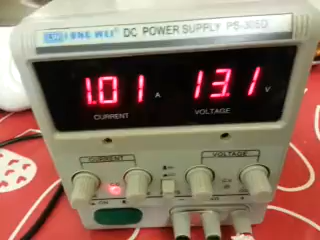 LONG WEI DC POWER SUPPLY PS-305D
1.01 A 13.1 V
CURRENT VOLTAGE
CURRENT VOLTAGE